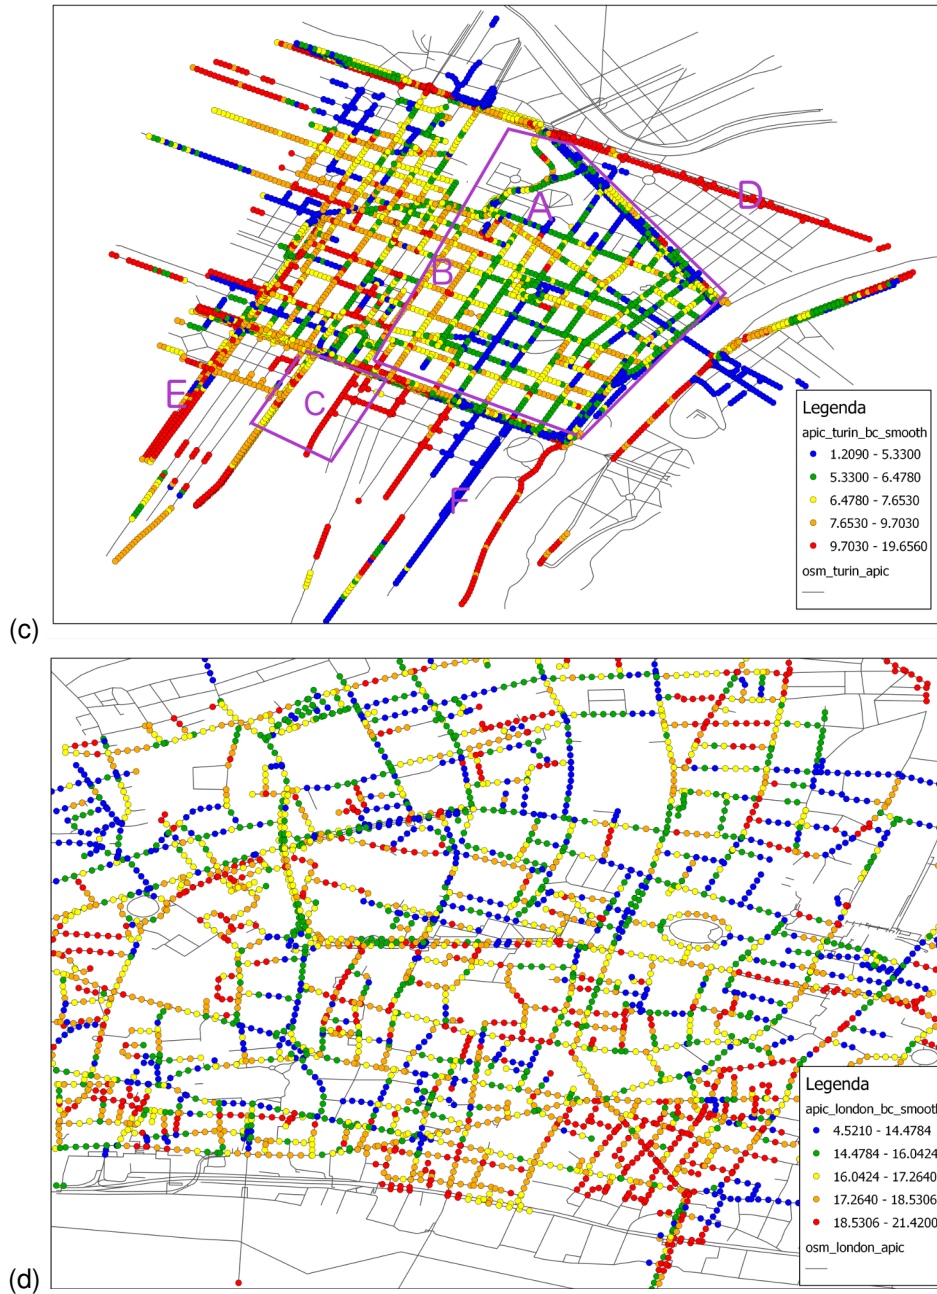 A
D
B
E
C
F
Legenda
apic_turin_bc_smooth
1.2090 - 5.3300
5.3300 - 6.4780
6.4780 - 7.6530
7.6530 - 9.7030
9.7030 - 19.6560
osm_turin_apic
(c)
Legenda
apic_london_bc_smooth
4.5210 - 14.4784
14.4784 - 16.0424
16.0424 - 17.2640
17.2640 - 18.5306
18.5306 - 21.4200
osm_london_apic
(d)